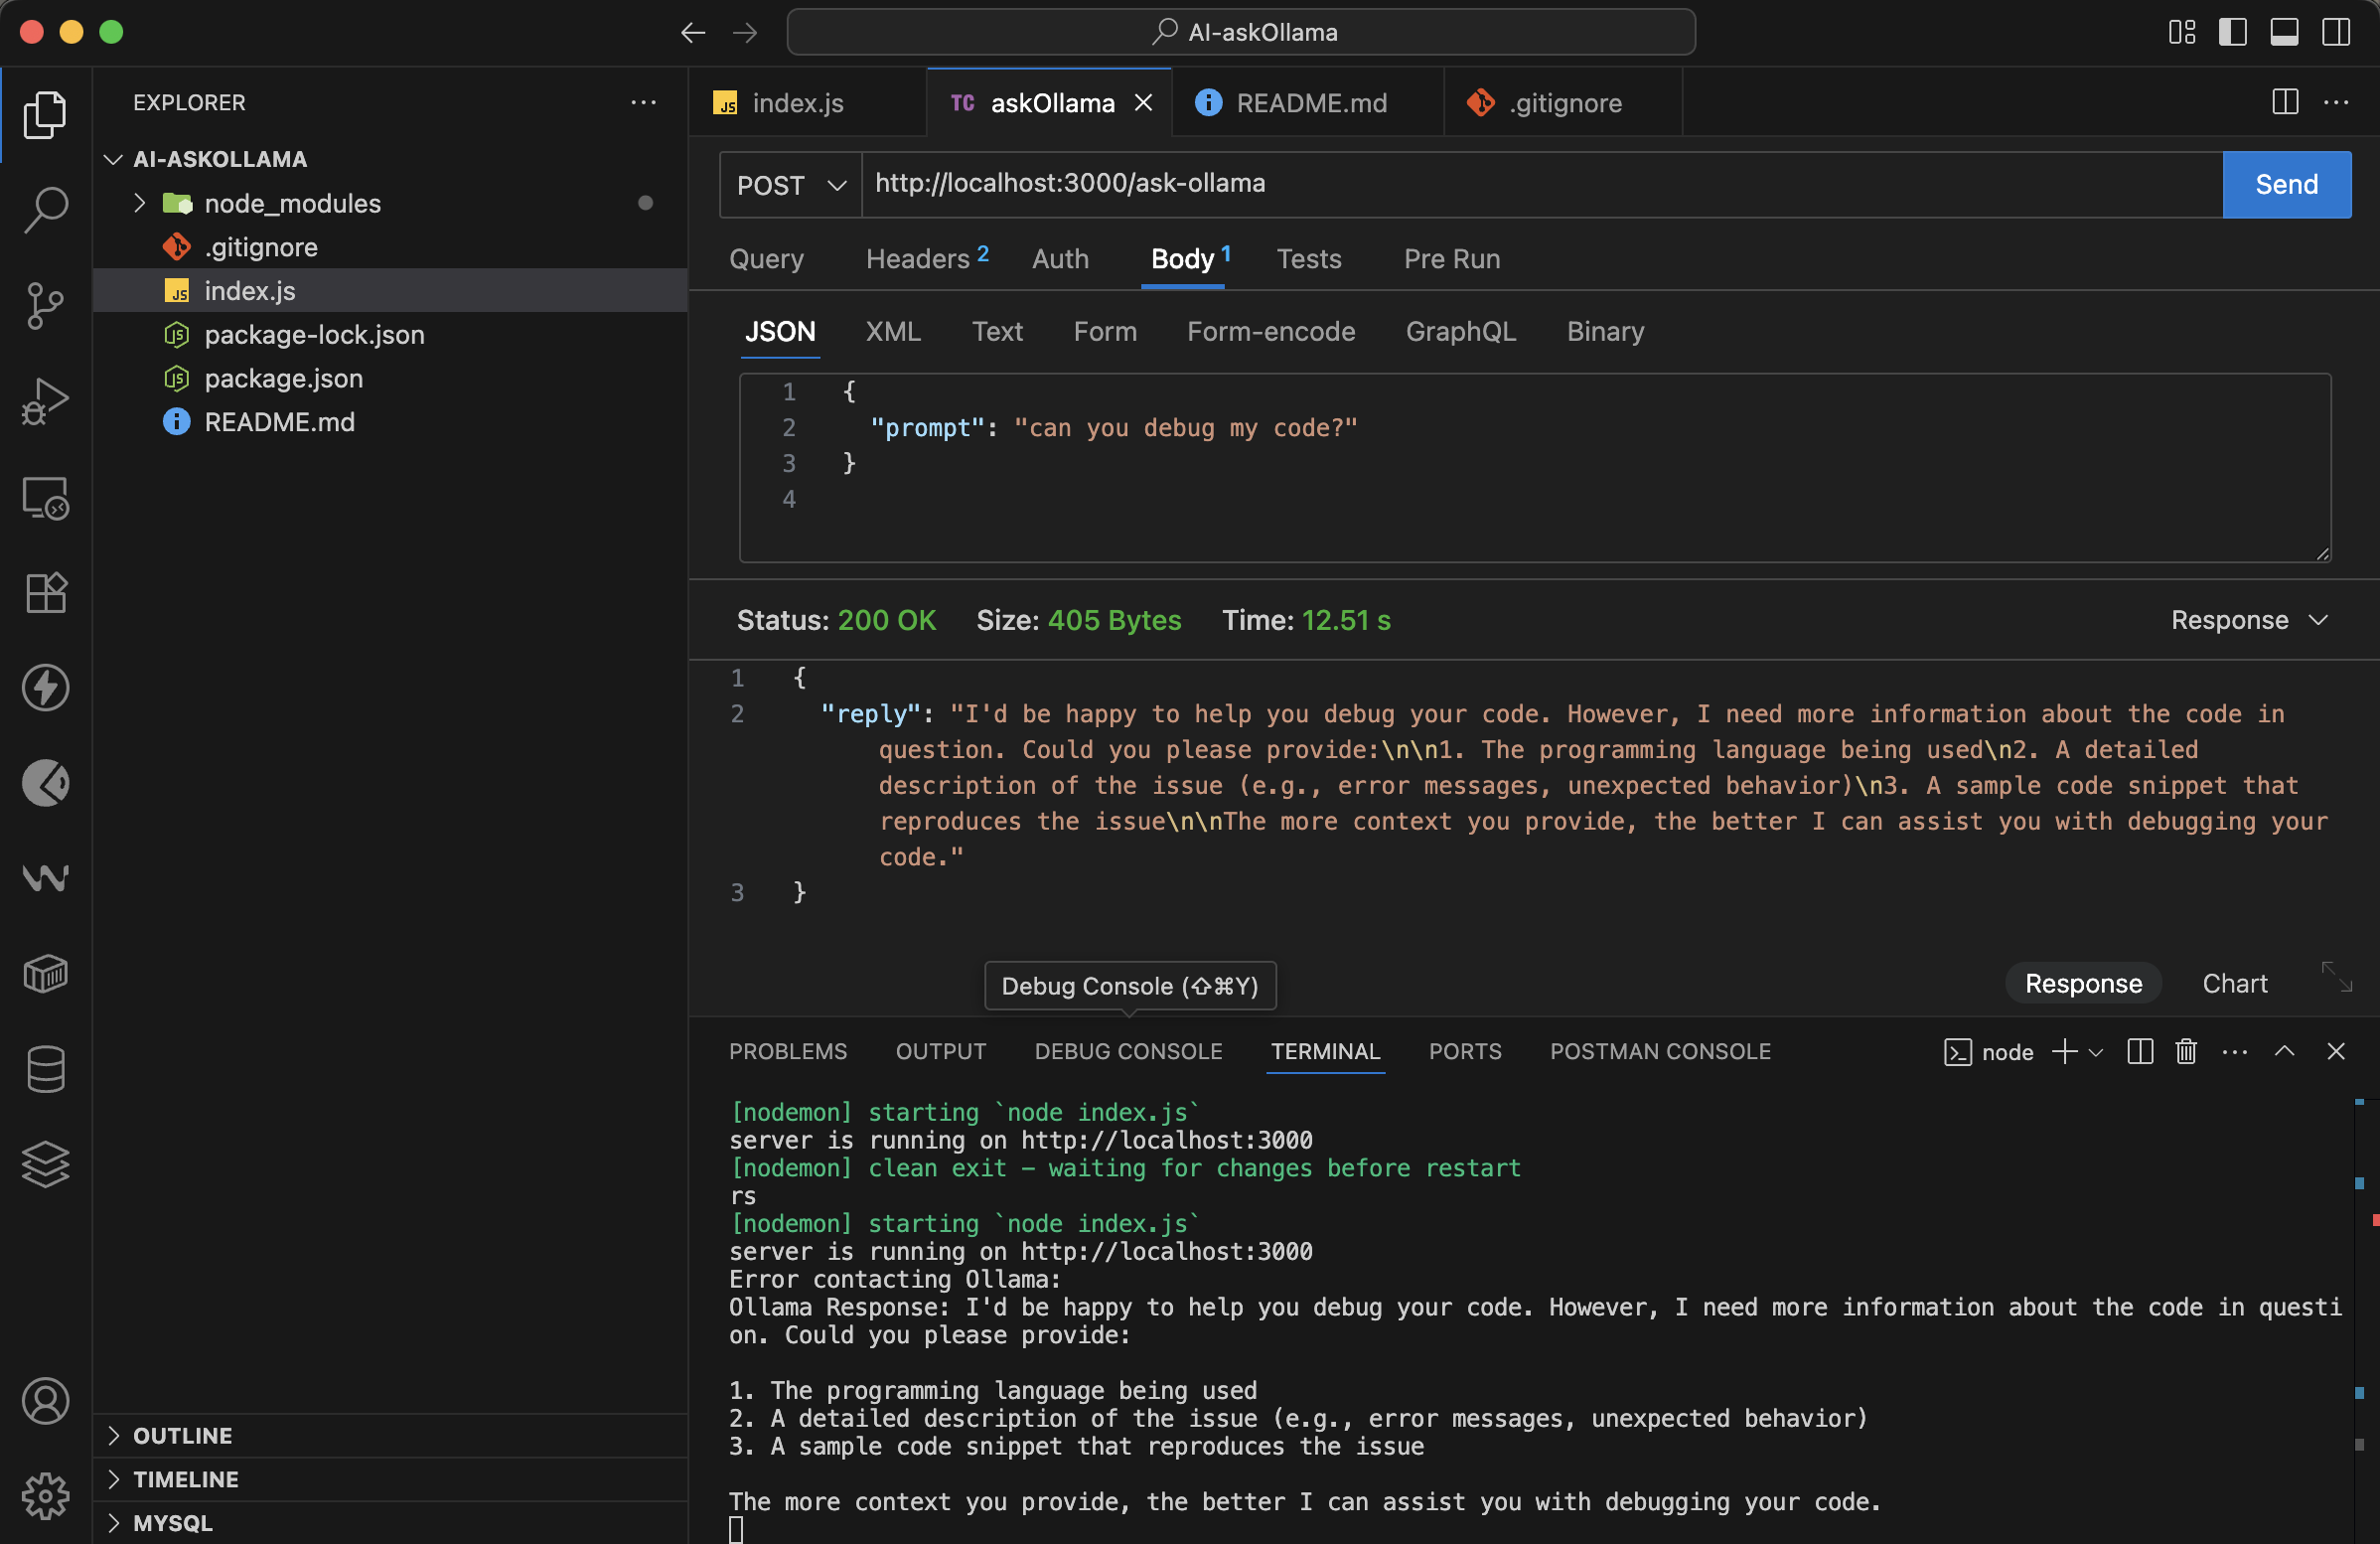 AI-askOllama
EXPLORER
AI-ASKOLLAMA
node_modules
.gitignore
JS index.js
package-lock.json
package.json
README.md
OUTLINE
TIMELINE
MYSQL
JS index.js
TC askOllama
README.md
.gitignore
POST http://localhost:3000/ask-ollama Send
Query Headers 2 Auth Body 1 Tests Pre Run
JSON XML Text Form Form-encode GraphQL Binary
1 {
2 "prompt": "can you debug my code?"
3 }
4
Status: 200 OK Size: 405 Bytes Time: 12.51 s Response
1 {
2 "reply": "I'd be happy to help you debug your code. However, I need more information about the code in
question. Could you please provide:\n\n1. The programming language being used\n2. A detailed
description of the issue (e.g., error messages, unexpected behavior)\n3. A sample code snippet that
reproduces the issue\n\nThe more context you provide, the better I can assist you with debugging your
code."
3 }
Debug Console (⇧⌘Y)
Response Chart
PROBLEMS OUTPUT DEBUG CONSOLE TERMINAL PORTS POSTMAN CONSOLE node
[nodemon] starting `node index.js`
server is running on http://localhost:3000
[nodemon] clean exit - waiting for changes before restart
rs
[nodemon] starting `node index.js`
server is running on http://localhost:3000
Error contacting Ollama:
Ollama Response: I'd be happy to help you debug your code. However, I need more information about the code in questi
on. Could you please provide:
1. The programming language being used
2. A detailed description of the issue (e.g., error messages, unexpected behavior)
3. A sample code snippet that reproduces the issue
The more context you provide, the better I can assist you with debugging your code.